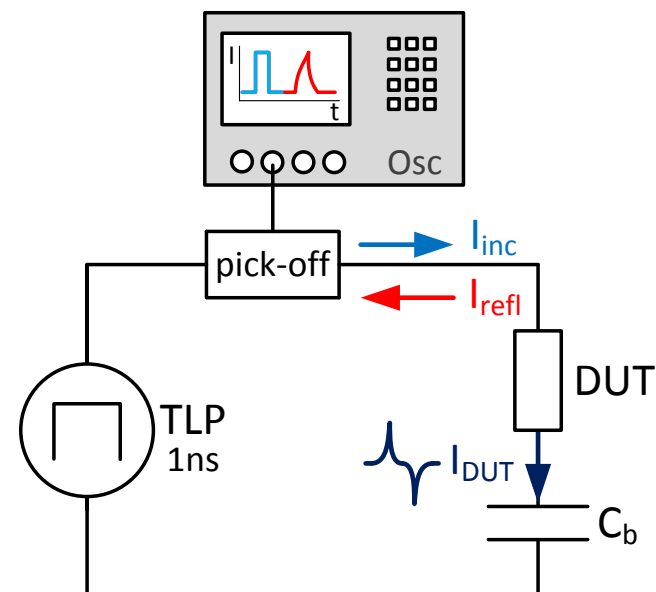 I
t
Osc
pick-off
I_inc
I_refl
DUT
TLP
1ns
I_DUT
C_b